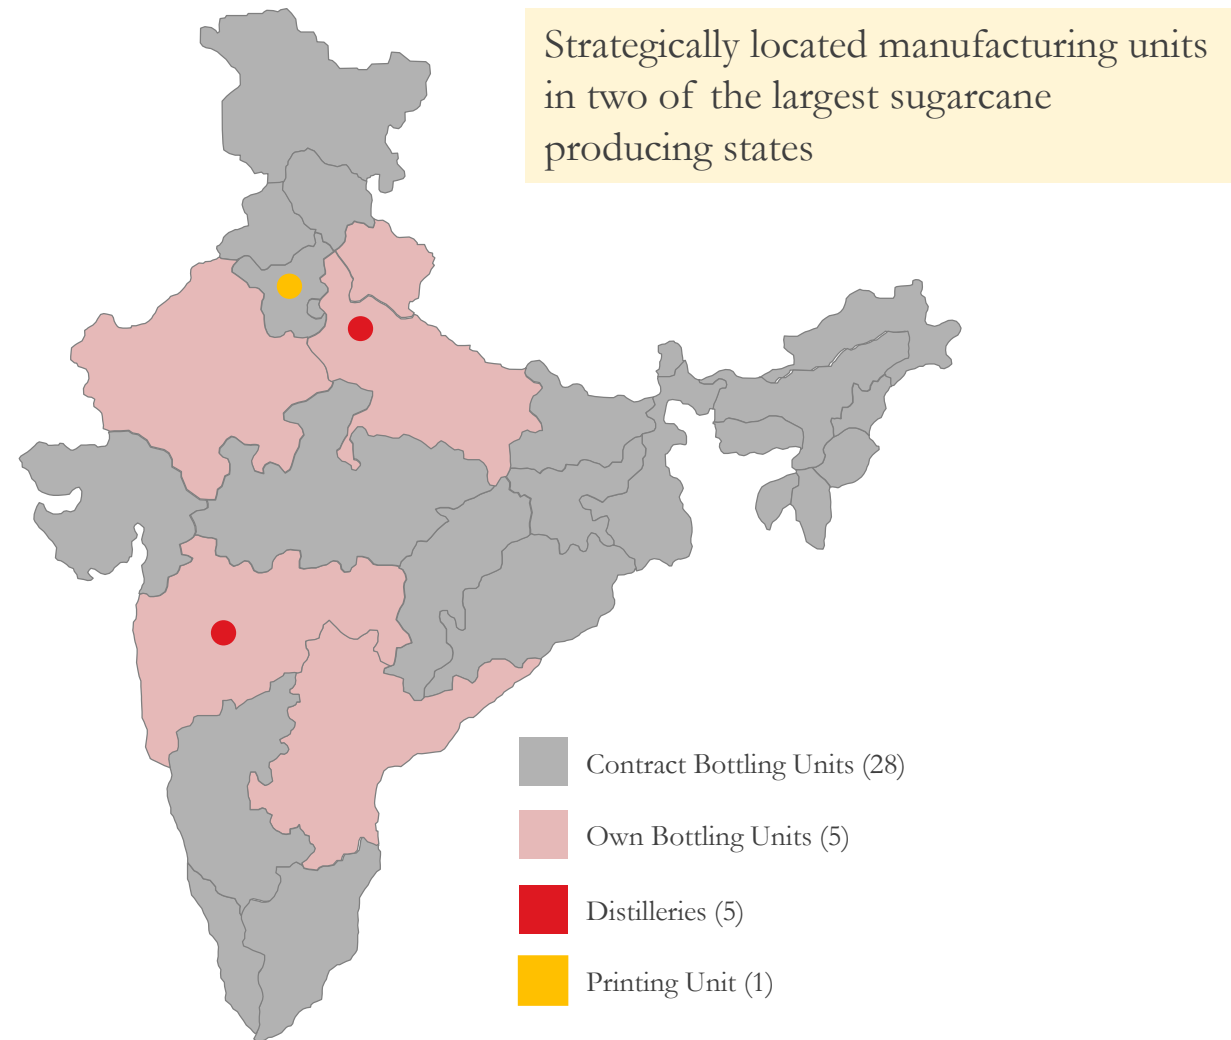 Strategically located manufacturing units
in two of the largest sugarcane
producing states
Contract Bottling Units (28)
Own Bottling Units (5)
Distilleries (5)
Printing Unit (1)